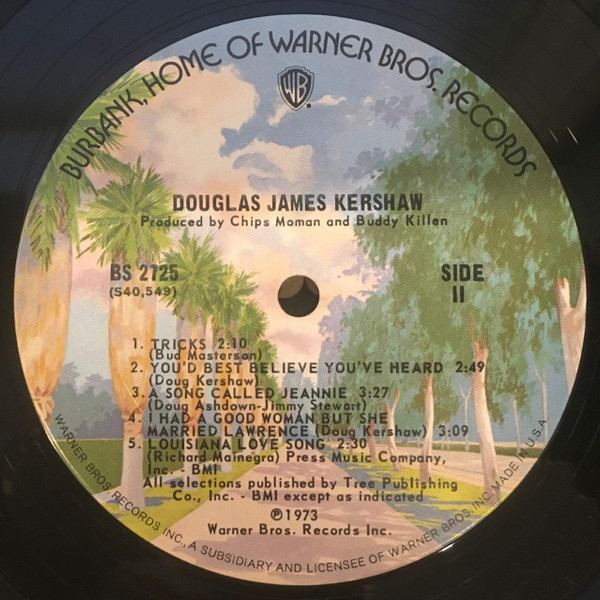 BURBANK, HOME OF WARNER BROS. RECORDS
WB
DOUGLAS JAMES KERSHAW
Produced by Chips Moman and Buddy Killen
BS 2725
(S40,549)
SIDE
II
1. TRICKS 2:10
(Bud Masterson)
2. YOU'D BEST BELIEVE YOU'VE HEARD 2:49
(Doug Kershaw)
3. A SONG CALLED JEANNIE 3:27
(Doug Ashdown-Jimmy Stewart)
4. I HAD A GOOD WOMAN BUT SHE
MARRIED LAWRENCE (Doug Kershaw) 3:09
5. LOUISIANA LOVE SONG 2:30
(Richard Mainegra) Press Music Company,
Inc. - BMI
All selections published by Tree Publishing
Co., Inc. - BMI except as indicated
℗1973
Warner Bros. Records Inc.
WARNER BROS. RECORDS INC., A SUBSIDIARY AND LICENSEE OF WARNER BROS. INC. MADE IN U.S.A.